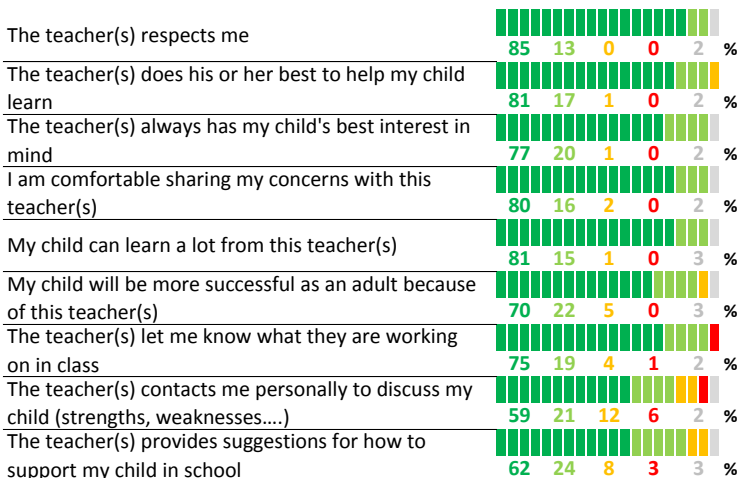 The teacher(s) respects me
85 13 0 0 2 %
The teacher(s) does his or her best to help my child
learn
81 17 1 0 2 %
The teacher(s) always has my child's best interest in
mind
77 20 1 0 2 %
I am comfortable sharing my concerns with this
teacher(s)
80 16 2 0 2 %
My child can learn a lot from this teacher(s)
81 15 1 0 3 %
My child will be more successful as an adult because
of this teacher(s)
70 22 5 0 3 %
The teacher(s) let me know what they are working
on in class
75 19 4 1 2 %
The teacher(s) contacts me personally to discuss my
child (strengths, weaknesses....)
59 21 12 6 2 %
The teacher(s) provides suggestions for how to
support my child in school
62 24 8 3 3 %